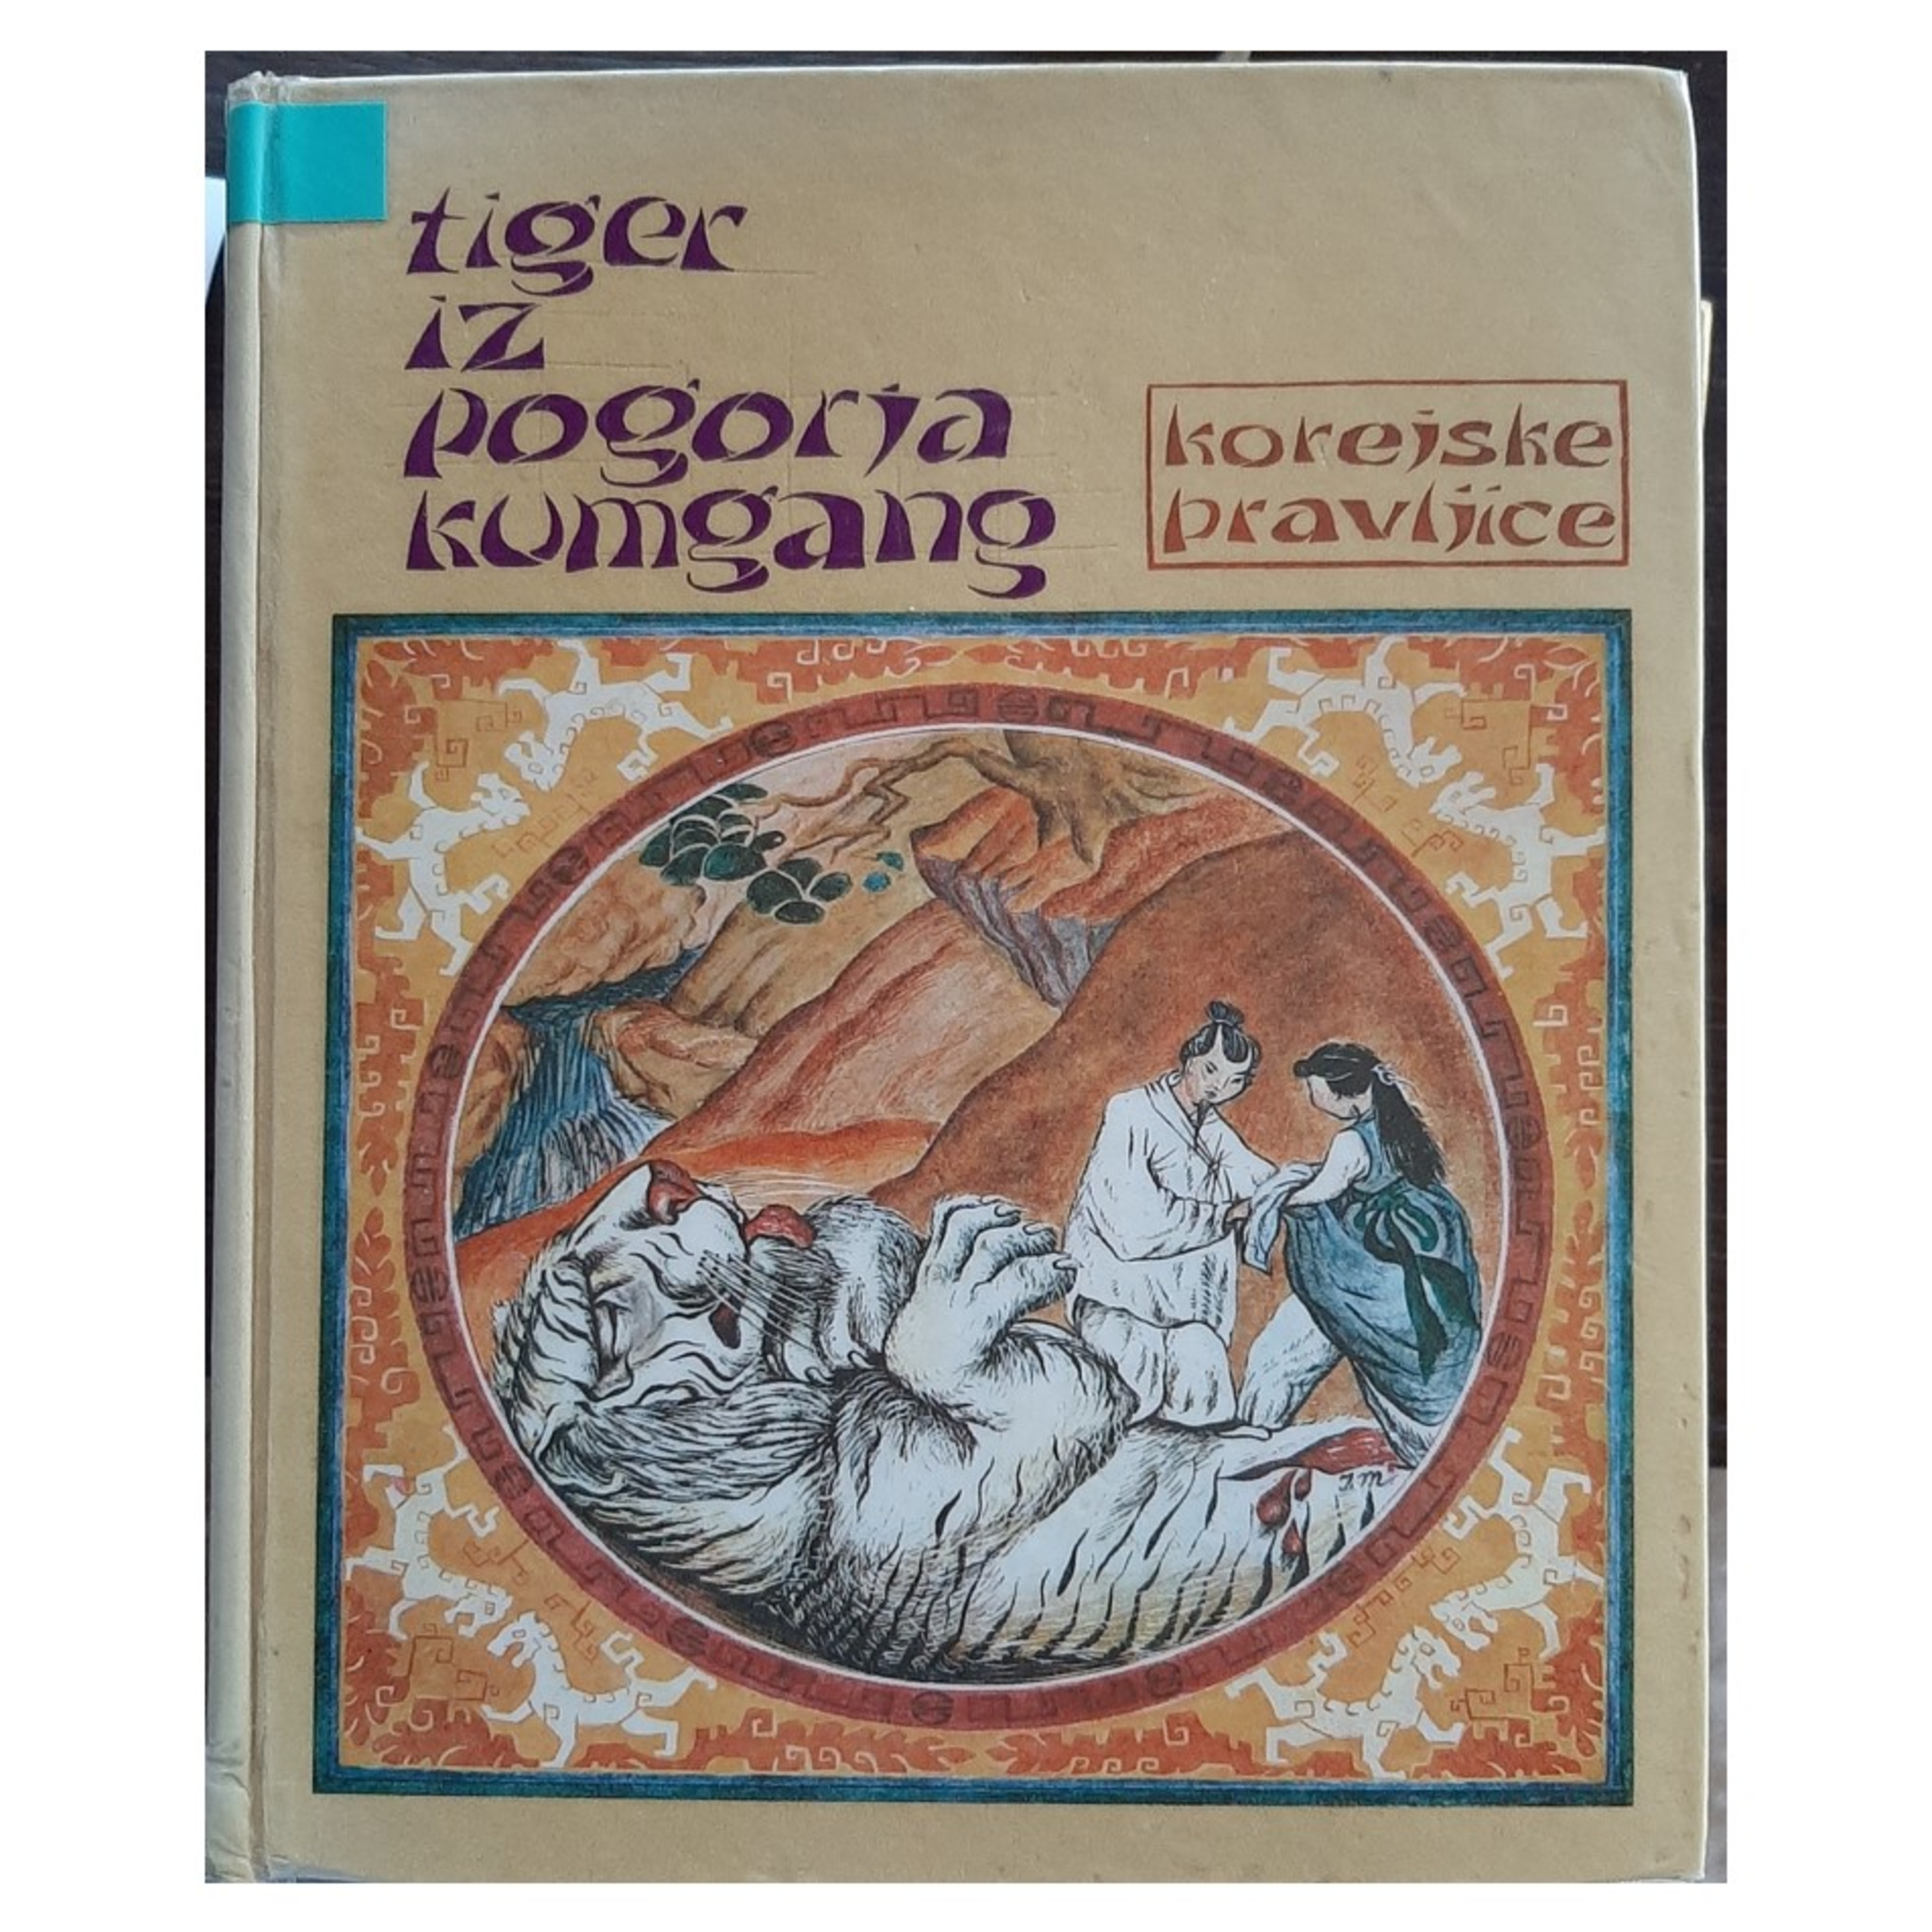 tiger
iz
pogorja
kumgang
korejske
pravljice